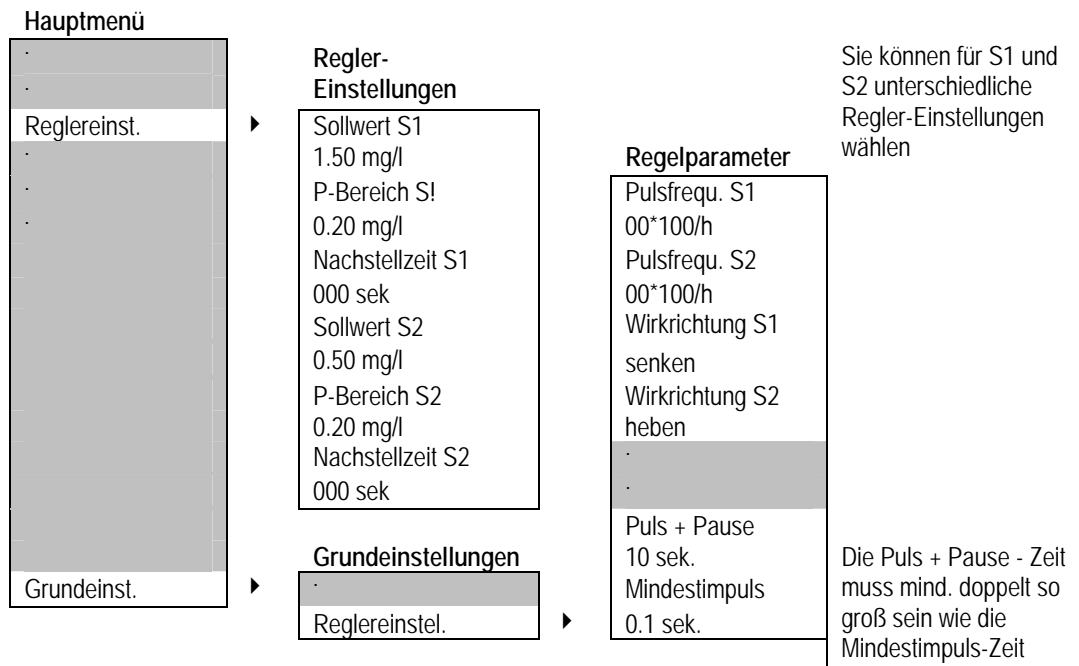 Hauptmenü
.
.
Reglereinst.
.
.
.
Grundeinst.
Regler-
Einstellungen
Sollwert S1
1.50 mg/l
P-Bereich S!
0.20 mg/l
Nachstellzeit S1
000 sek
Sollwert S2
0.50 mg/l
P-Bereich S2
0.20 mg/l
Nachstellzeit S2
000 sek
Grundeinstellungen
.
Reglereinstel.
Regelparameter
Pulsfrequ. S1
00*100/h
Pulsfrequ. S2
00*100/h
Wirkrichtung S1
senken
Wirkrichtung S2
heben
.
.
Puls + Pause
10 sek.
Mindestimpuls
0.1 sek.
Sie können für S1 und
S2 unterschiedliche
Regler-Einstellungen
wählen
Die Puls + Pause - Zeit
muss mind. doppelt so
groß sein wie die
Mindestimpuls-Zeit